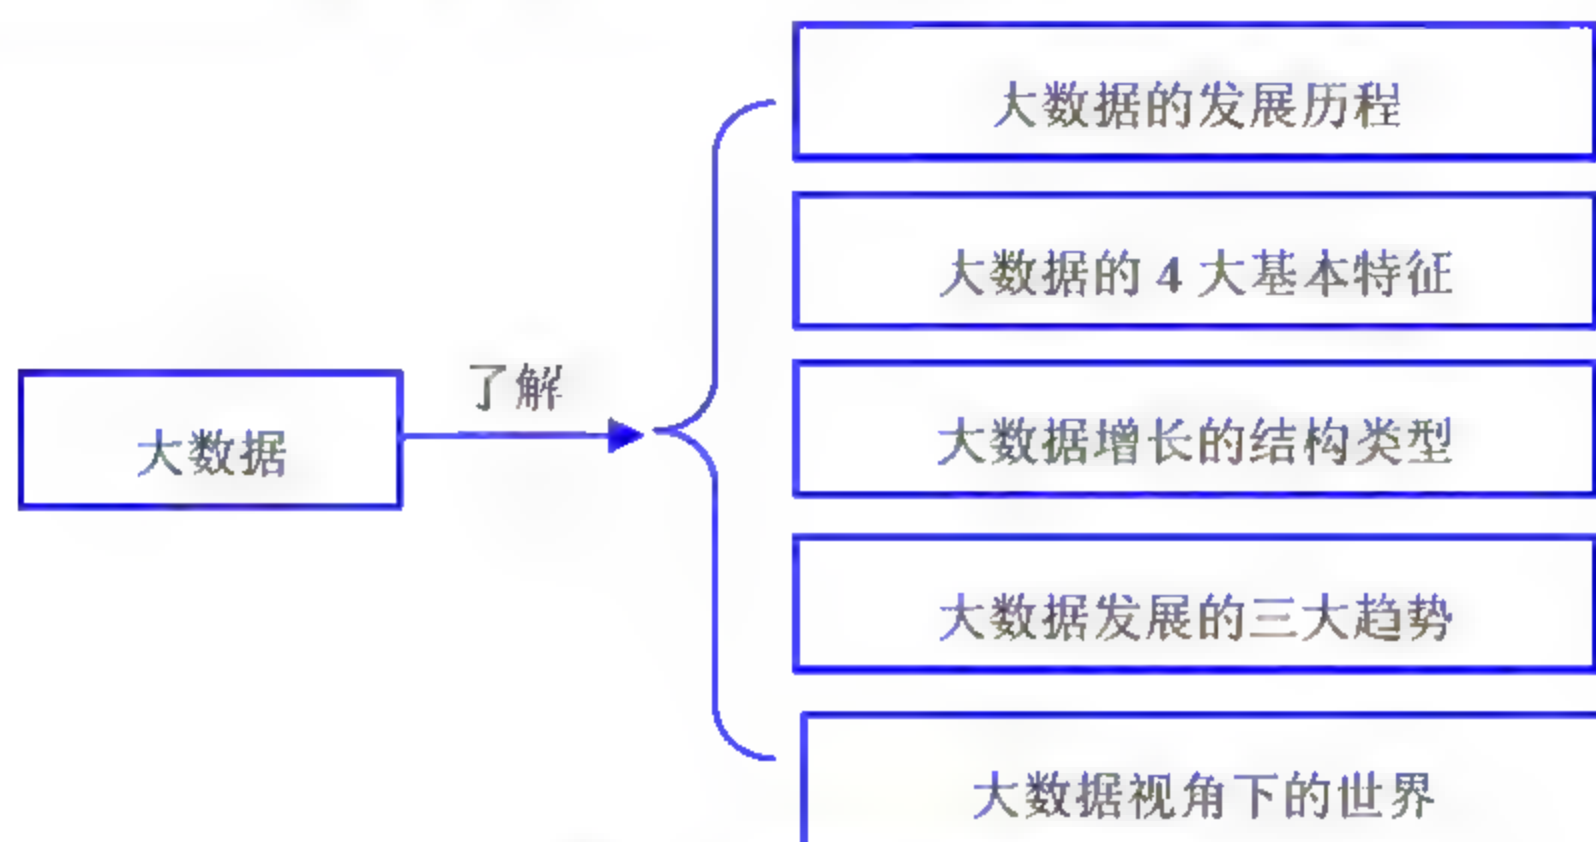 大数据的发展历程
大数据的 4 大基本特征
了解
大数据
大数据增长的结构类型
大数据发展的三大趋势
大数据视角下的世界